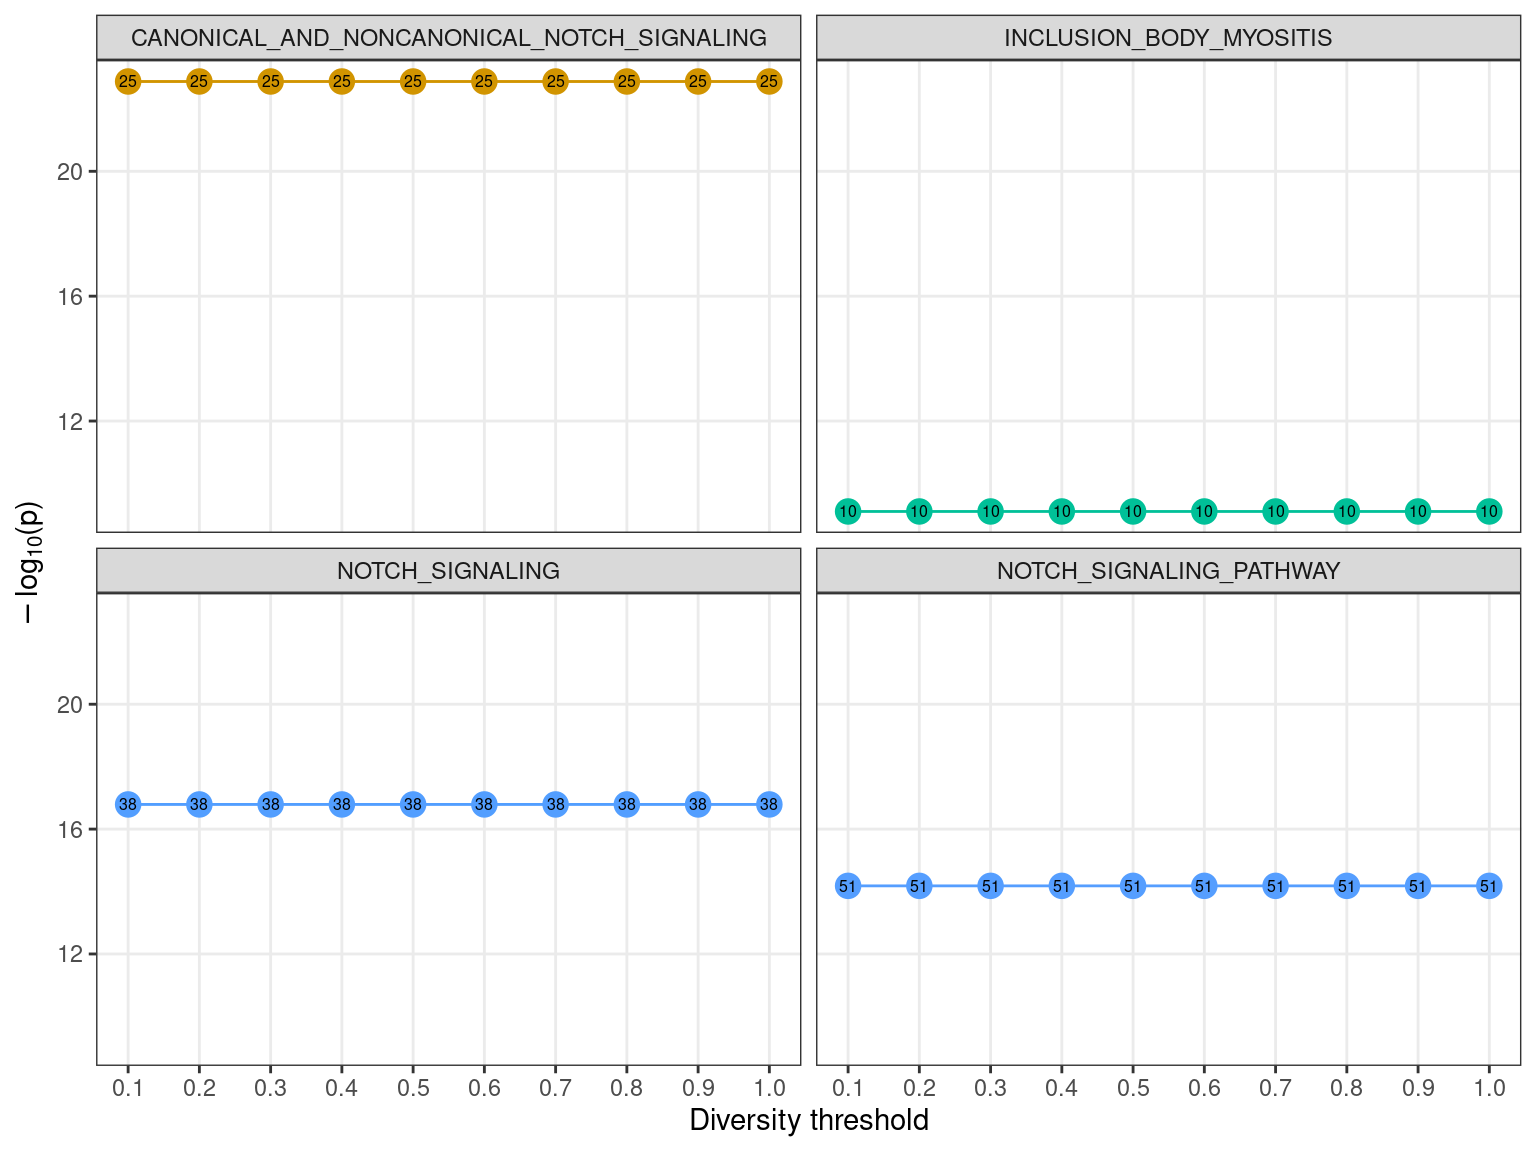 CANONICAL_AND_NONCANONICAL_NOTCH_SIGNALING
25 25 25 25 25 25 25 25 25 25
20
16
12
INCLUSION_BODY_MYOSITIS
10 10 10 10 10 10 10 10 10 10
− log10(p)
NOTCH_SIGNALING
20
38 38 38 38 38 38 38 38 38 38
16
12
NOTCH_SIGNALING_PATHWAY
51 51 51 51 51 51 51 51 51 51
0.1 0.2 0.3 0.4 0.5 0.6 0.7 0.8 0.9 1.0
0.1 0.2 0.3 0.4 0.5 0.6 0.7 0.8 0.9 1.0
Diversity threshold